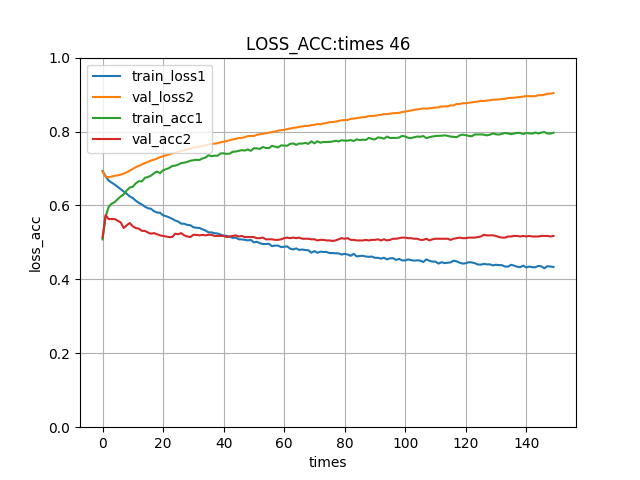 LOSS_ACC:times 46
train_loss1
val_loss2
train_acc1
val_acc2
1.0
0.8
0.6
0.4
0.2
0.0
loss_acc
0 20 40 60 80 100 120 140
times